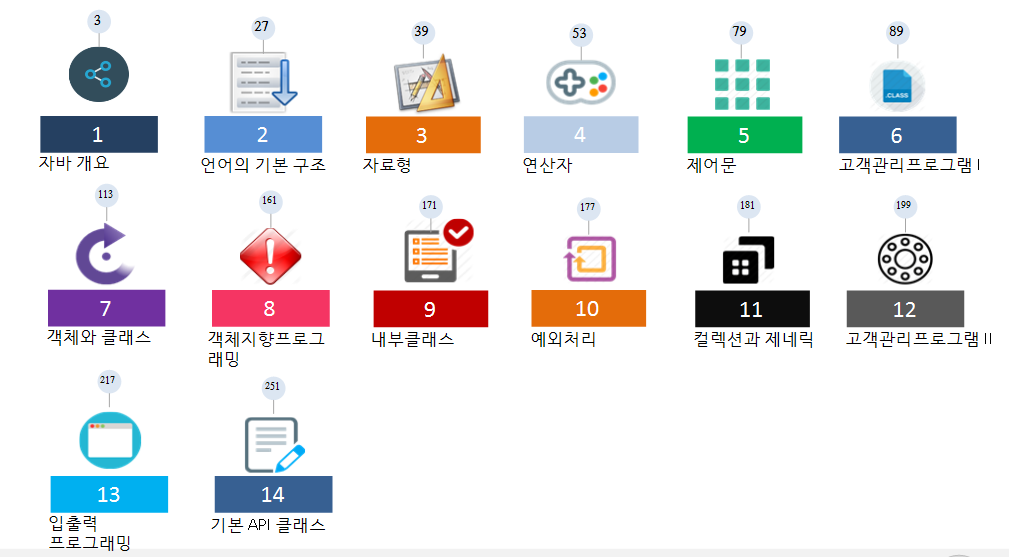 3
27
39
53
79
89
.CLASS
1
2
3
4
5
6
자바 개요
언어의 기본 구조
자료형
연산자
제어문
고객관리프로그램 I
113
161
171
177
181
199
7
8
9
10
11
12
객체와 클래스
객체지향프로그
래밍
내부클래스
예외처리
컬렉션과 제네릭
고객관리프로그램 II
217
251
13
14
입출력
프로그래밍
기본 API 클래스